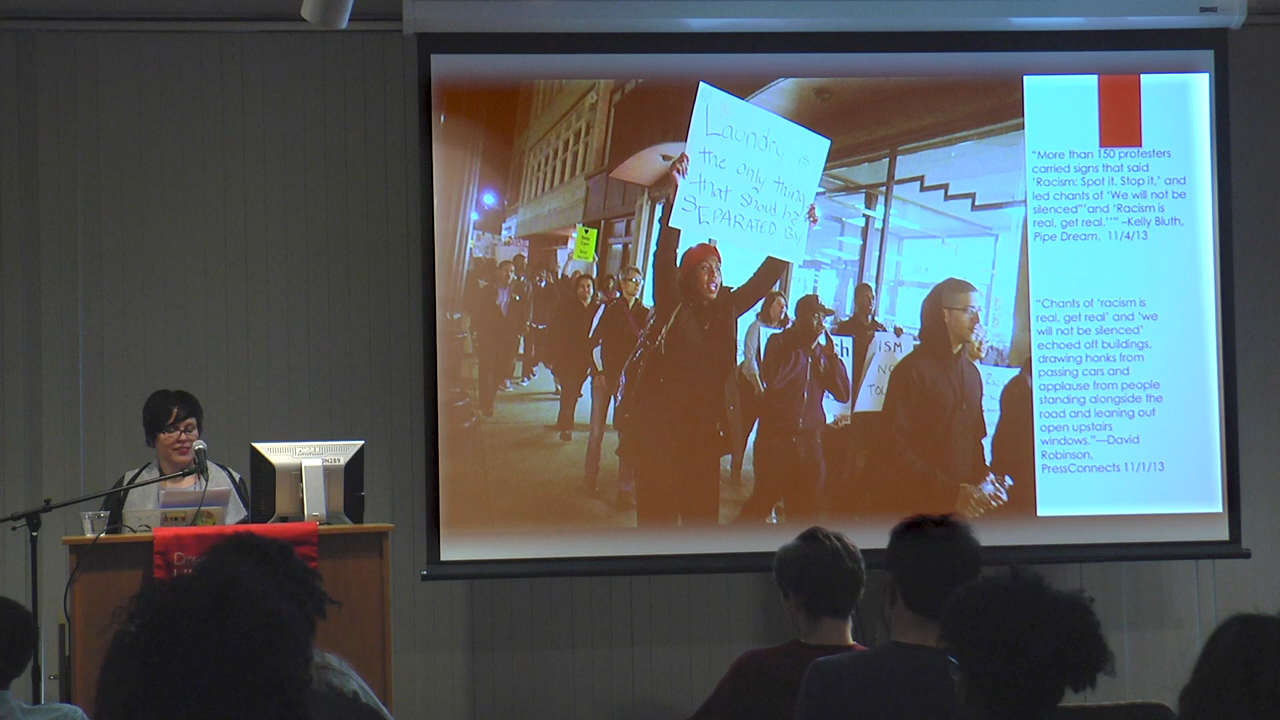 Laundry is
the only thing
that should be
SEPARATED BY
"More than 150 protesters
carried signs that said
'Racism: Spot it. Stop it,' and
led chants of 'We will not be
silenced'" and 'Racism is
real, get real.'" –Kelly Bluth,
Pipe Dream, 11/4/13
"Chants of 'racism is
real, get real' and 'we
will not be silenced'
echoed off buildings,
drawing honks from
passing cars and
applause from people
standing alongside the
road and leaning out
open upstairs
windows."—David
Robinson,
PressConnects 11/1/13
ISM
NO
TOL